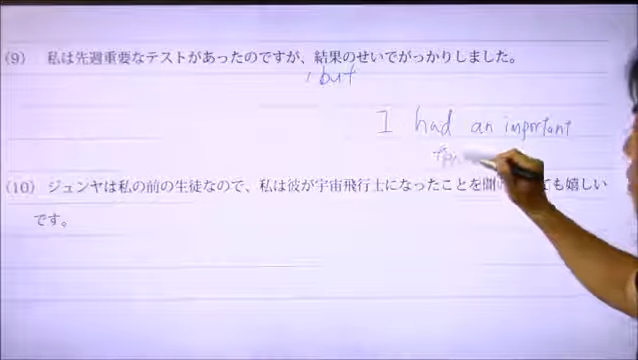 (9) 私は先週重要なテストがあったのですが、結果のせいでがっかりしました。
, but
I had an important
(10) ジュンヤは私の前の生徒なので、私は彼が宇宙飛行士になったことを聞 ても嬉しい
です。